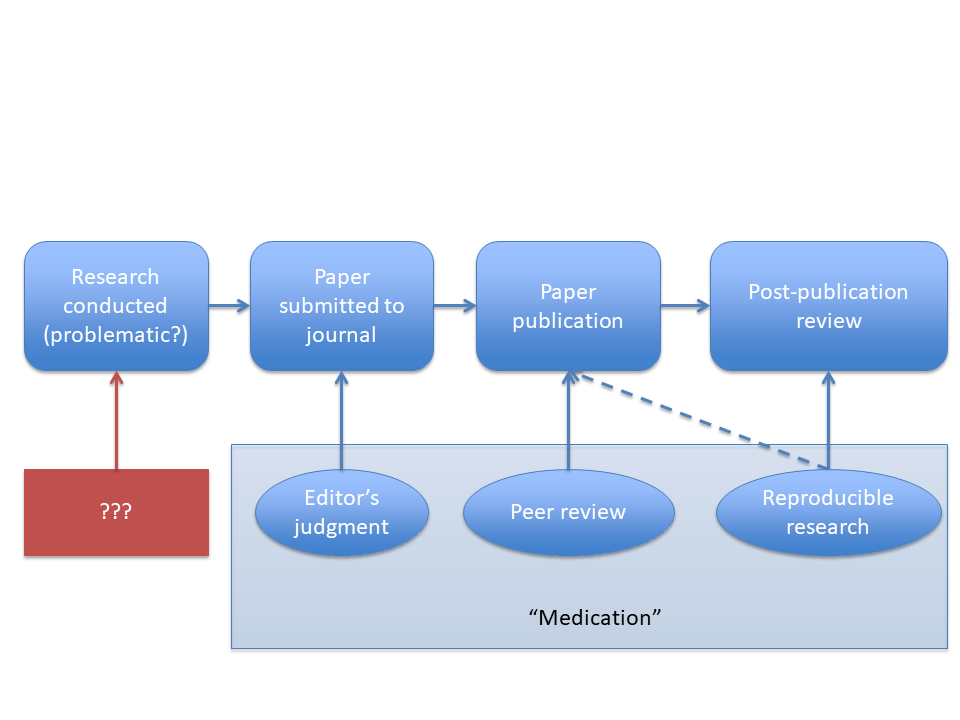 Research
conducted
(problematic?)
Paper
submitted to
journal
Paper
publication
Post-publication
review
???
Editor’s
judgment
Peer review
Reproducible
research
“Medication”